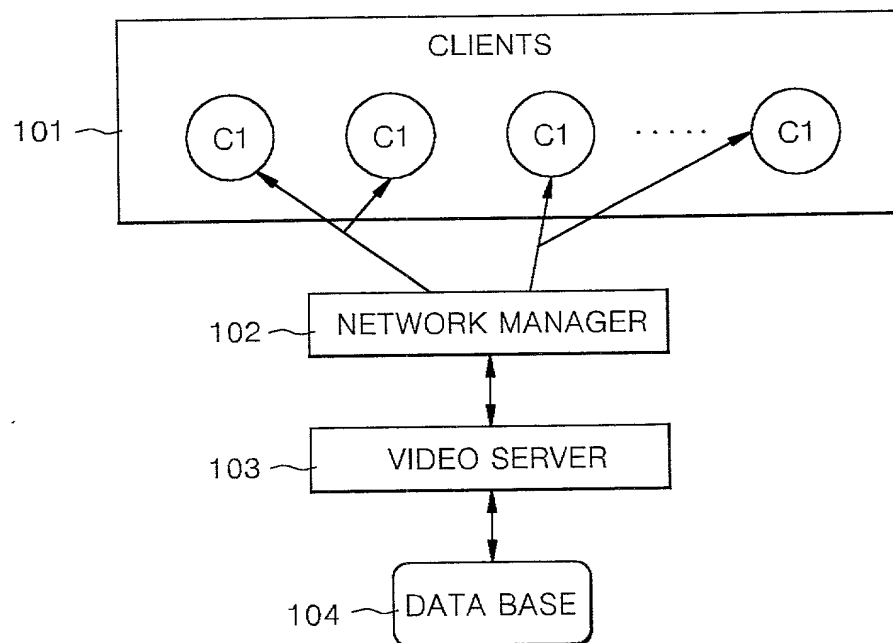 CLIENTS
101
C1 C1 C1 ..... C1
102
NETWORK MANAGER
103
VIDEO SERVER
104
DATA BASE